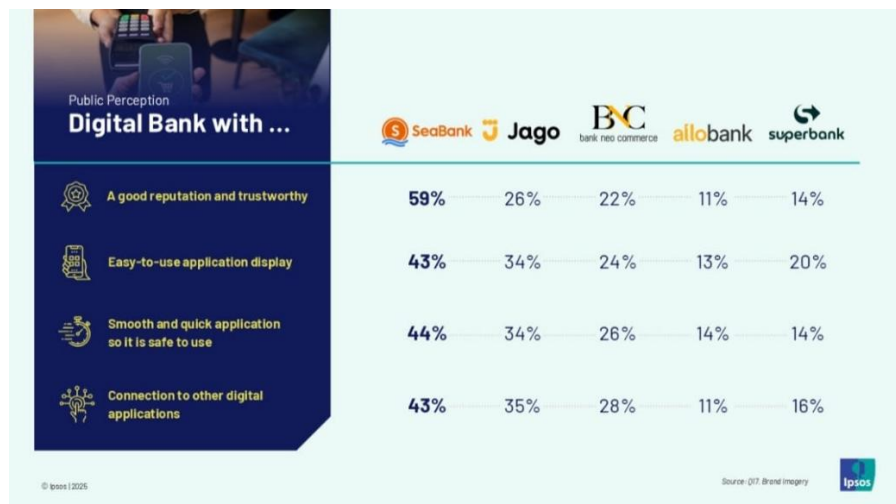 Public Perception
Digital Bank with ...
S SeaBank
Jago
BNC
bank neo commerce
allobank
superbank
A good reputation and trustworthy
59% 26% 22% 11% 14%
Easy-to-use application display
43% 34% 24% 13% 20%
Smooth and quick application
so it is safe to use
44% 34% 26% 14% 14%
Connection to other digital
applications
43% 35% 28% 11% 16%
© Ipsos | 2025
Source: Q17. Brand Imagery
Ipsos